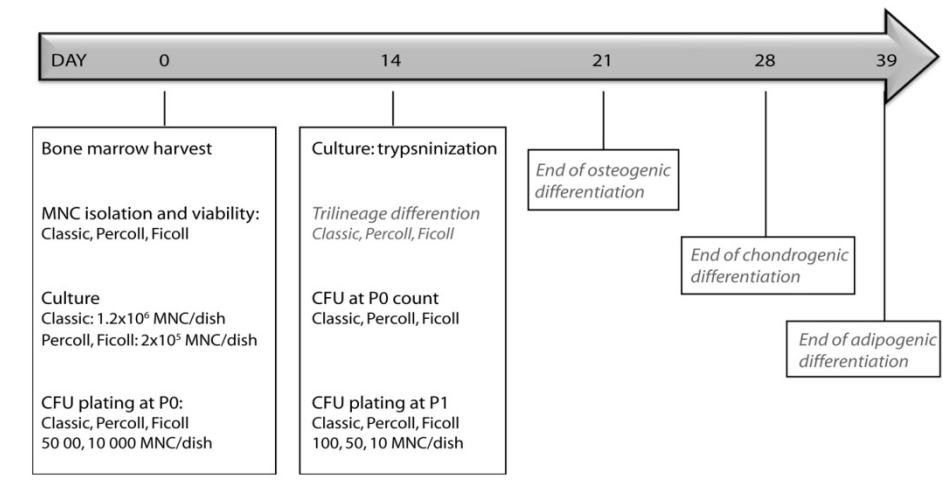 DAY 0 14 21 28 39
Bone marrow harvest
MNC isolation and viability:
Classic, Percoll, Ficoll
Culture
Classic: 1.2x10⁶ MNC/dish
Percoll, Ficoll: 2x10⁵ MNC/dish
CFU plating at P0:
Classic, Percoll, Ficoll
50 00, 10 000 MNC/dish
Culture: trypsninization
Trilineage differention
Classic, Percoll, Ficoll
CFU at P0 count
Classic, Percoll, Ficoll
CFU plating at P1
Classic, Percoll, Ficoll
100, 50, 10 MNC/dish
End of osteogenic
differentiation
End of chondrogenic
differentiation
End of adipogenic
differentiation